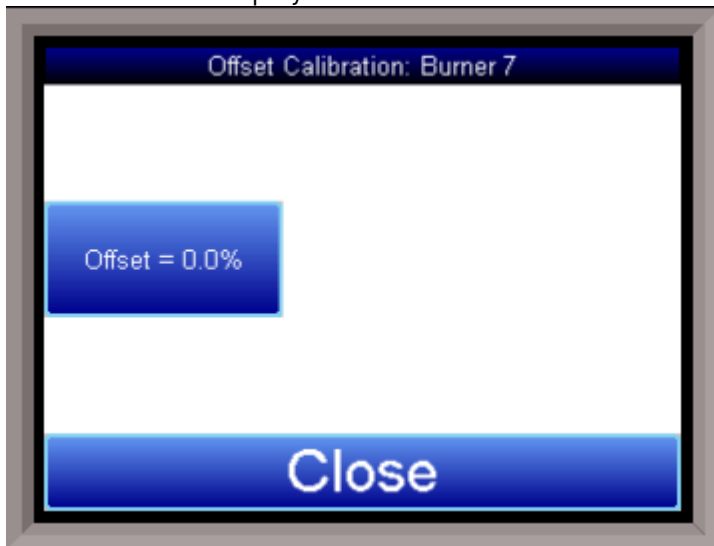 Offset Calibration: Burner 7
Offset = 0.0%
Close